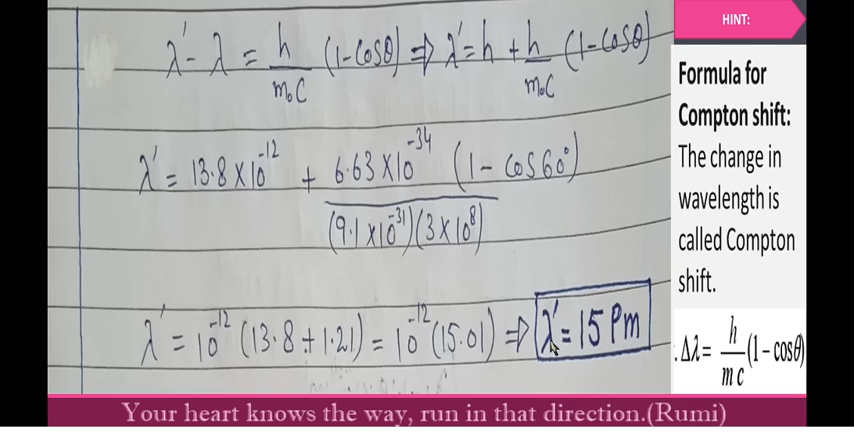 λ′ - λ = h/m₀C (1-Cosθ) ⇒ λ′ = h + h/m₀C (1-Cosθ)
λ′ = 13.8 × 10⁻¹² + 6.63 × 10⁻³⁴/(9.1 × 10⁻³¹)(3 × 10⁸) (1 - Cos60°)
λ′ = 10⁻¹² (13.8 + 1.21) = 10⁻¹² (15.01) ⇒ λ′ = 15 Pm
HINT:
Formula for
Compton shift:
The change in
wavelength is
called Compton
shift.
∴ Δλ = h/mc (1 - cosθ)
Your heart knows the way, run in that direction.(Rumi)